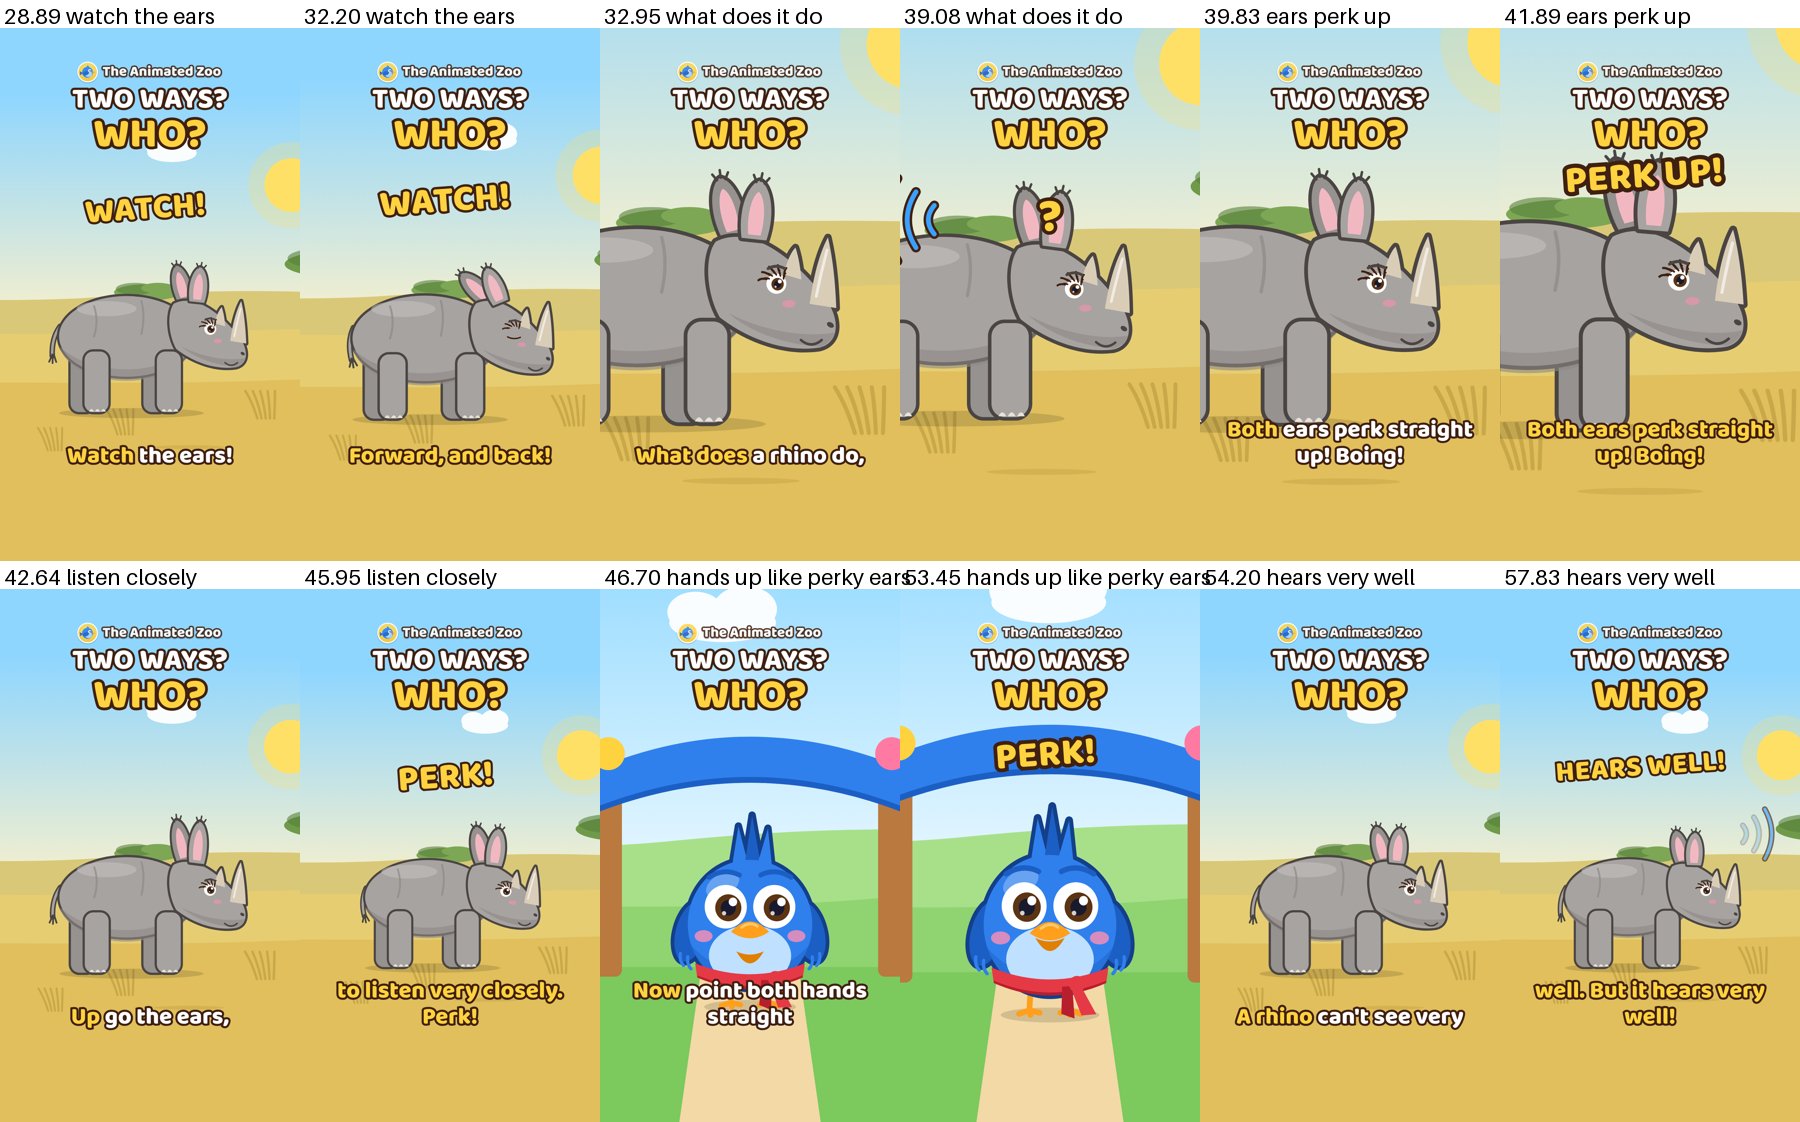 28.89 watch the ears
The Animated Zoo
TWO WAYS?
WHO?
WATCH!
Watch the ears!
32.20 watch the ears
The Animated Zoo
TWO WAYS?
WHO?
WATCH!
Forward, and back!
32.95 what does it do
The Animated Zoo
TWO WAYS?
WHO?
What does a rhino do,
39.08 what does it do
The Animated Zoo
TWO WAYS?
WHO?
?
39.83 ears perk up
The Animated Zoo
TWO WAYS?
WHO?
Both ears perk straight
up! Boing!
41.89 ears perk up
The Animated Zoo
TWO WAYS?
WHO?
PERK UP!
Both ears perk straight
up! Boing!
42.64 listen closely
The Animated Zoo
TWO WAYS?
WHO?
Up go the ears,
45.95 listen closely
The Animated Zoo
TWO WAYS?
WHO?
PERK!
to listen very closely.
Perk!
46.70 hands up like perky ears
The Animated Zoo
TWO WAYS?
WHO?
Now point both hands
straight
53.45 hands up like perky ears
The Animated Zoo
TWO WAYS?
WHO?
PERK!
54.20 hears very well
The Animated Zoo
TWO WAYS?
WHO?
A rhino can't see very
57.83 hears very well
The Animated Zoo
TWO WAYS?
WHO?
HEARS WELL!
well. But it hears very
well!